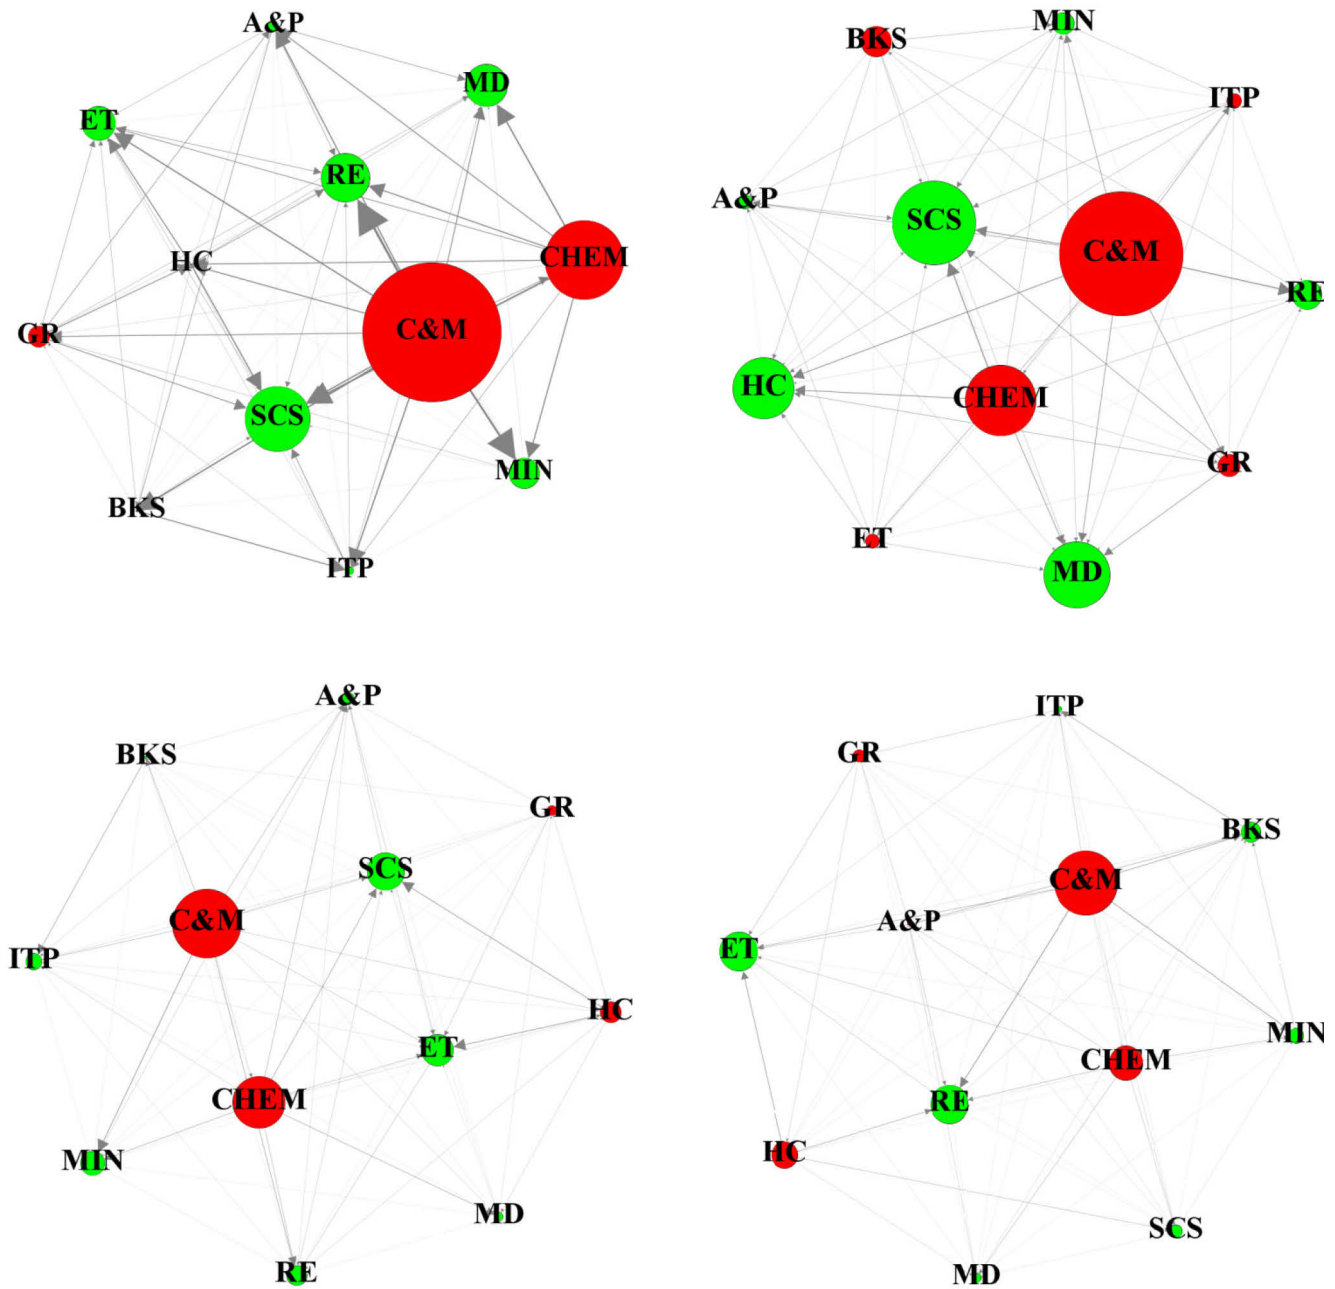 A&P
MD
ET
RE
HC
CHEM
GR
C&M
SCS
MIN
BKS
ITP
MIN
BKS
ITP
A&P
SCS
C&M
RE
HC
CHEM
GR
ET
MD
A&P
BKS
GR
SCS
C&M
ITP
HC
ET
CHEM
MIN
MD
RE
ITP
GR
BKS
C&M
A&P
ET
MIN
CHEM
RE
HC
SCS
MD